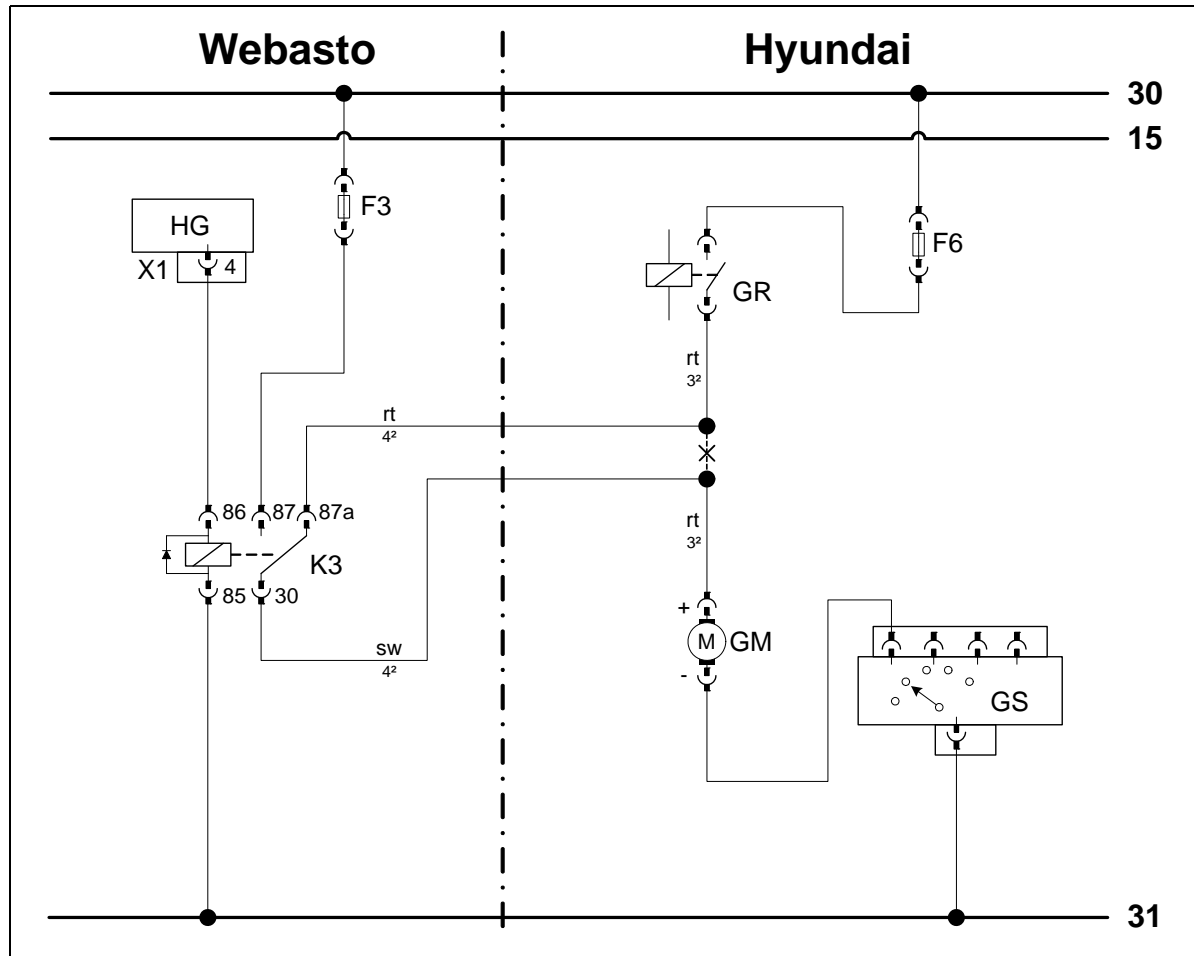 Webasto Hyundai
30
15
F3
HG
F6
X1 4
GR
rt
3²
rt
4²
86 87 87a
rt
3²
K3
85 30
+
M GM
sw
4²
-
GS
31